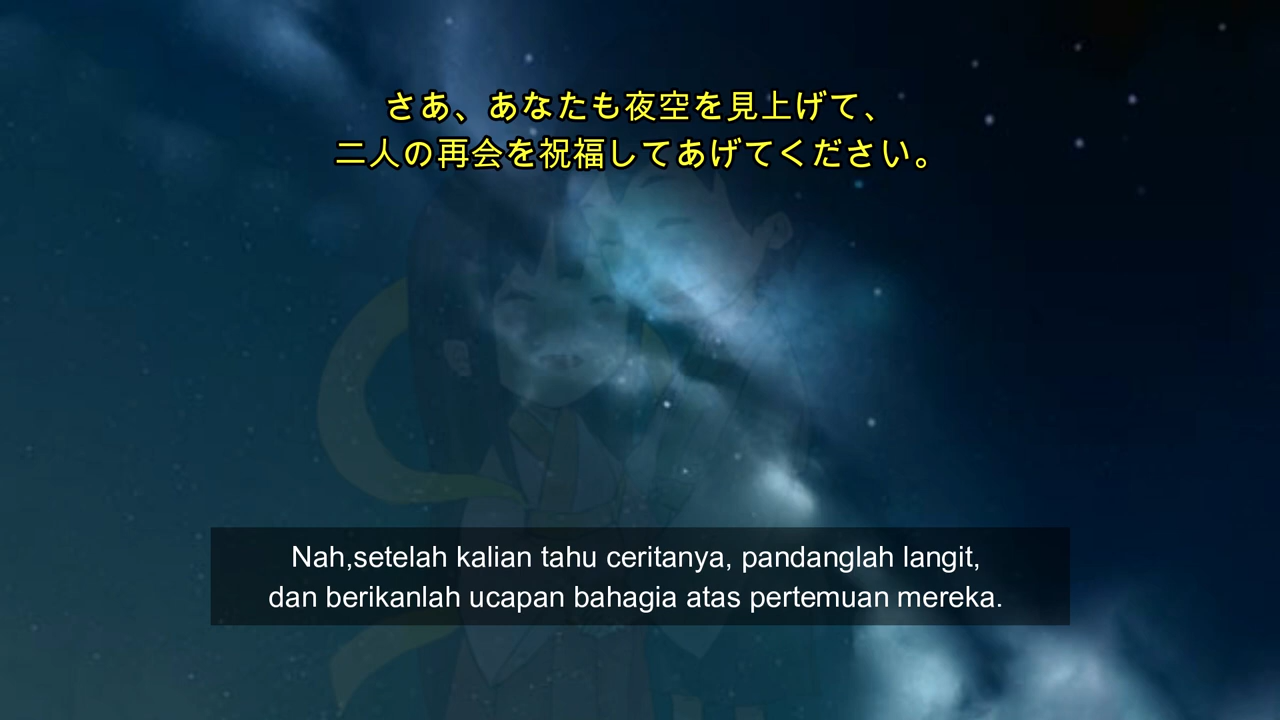 さあ、あなたも夜空を見上げて、
二人の再会を祝福してあげてください。
Nah,setelah kalian tahu ceritanya, pandanglah langit,
dan berikanlah ucapan bahagia atas pertemuan mereka.